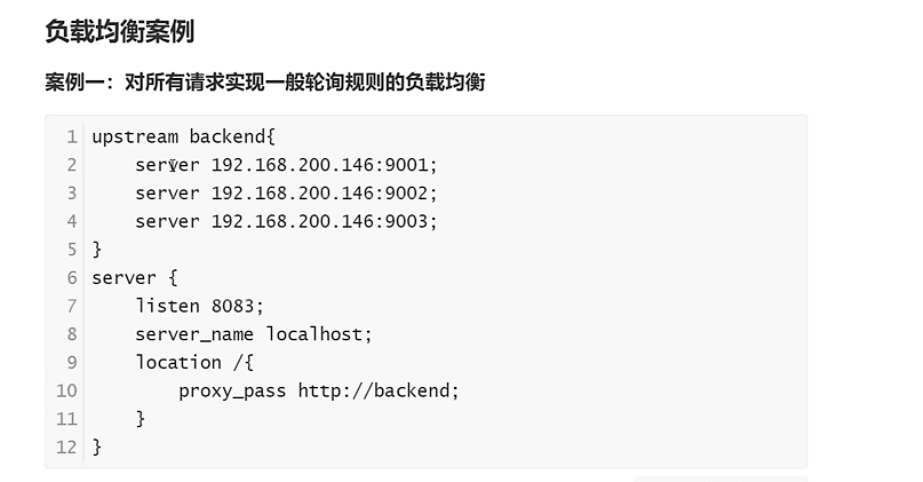 负载均衡案例
案例一：对所有请求实现一般轮询规则的负载均衡
1 upstream backend{
2     server 192.168.200.146:9001;
3     server 192.168.200.146:9002;
4     server 192.168.200.146:9003;
5 }
6 server {
7     listen 8083;
8     server_name localhost;
9     location /{
10         proxy_pass http://backend;
11     }
12 }